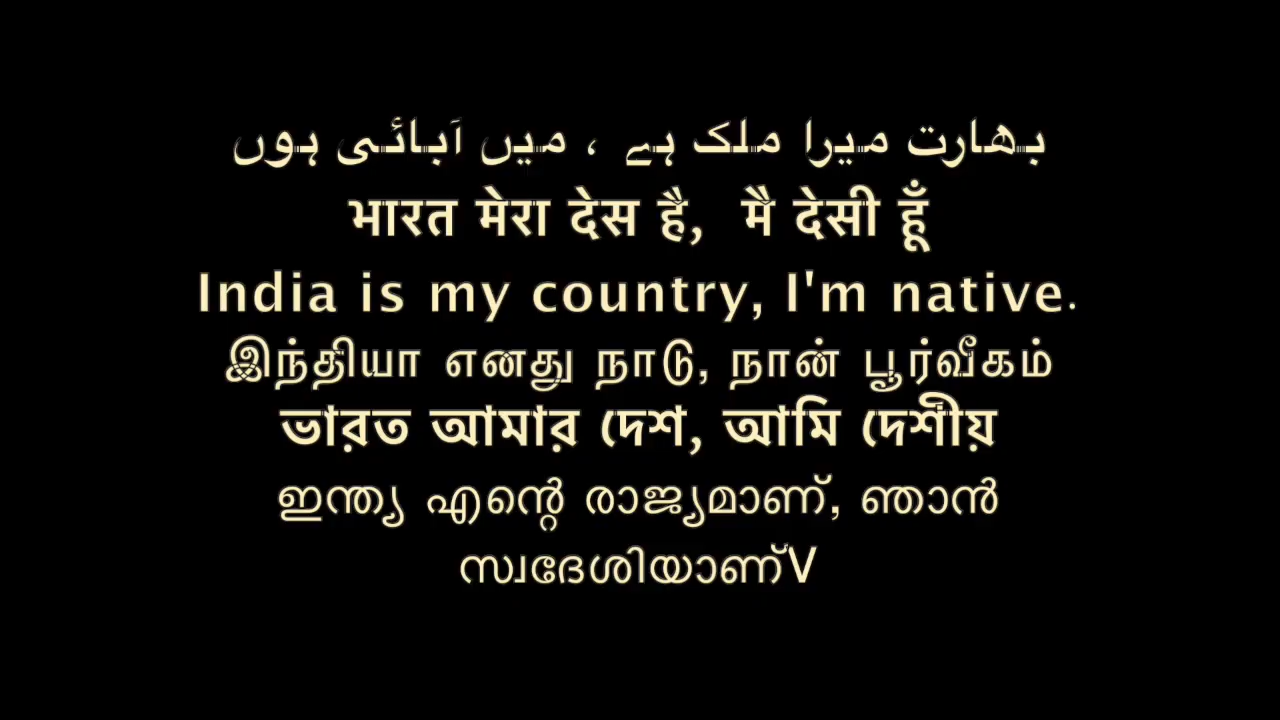 بھارت میرا ملک ہے ، میں آبائی ہوں
भारत मेरा देस है, मै देसी हूँ
India is my country, I'm native.
இந்தியா எனது நாடு, நான் பூர்வீகம்
ভারত আমার দেশ, আমি দেশীয়
ഇന്ത്യ എന്റെ രാജ്യമാണ്, ഞാൻ
സ്വദേശിയാണ്V